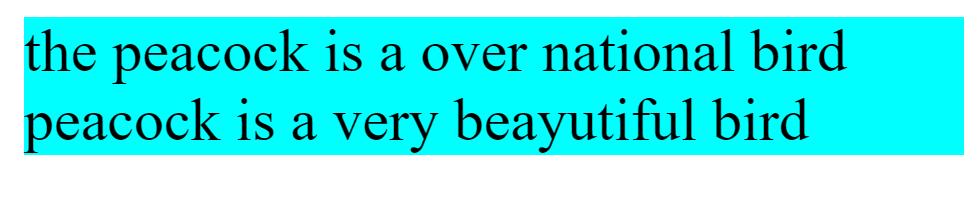 the peacock is a over national bird
peacock is a very beayutiful bird